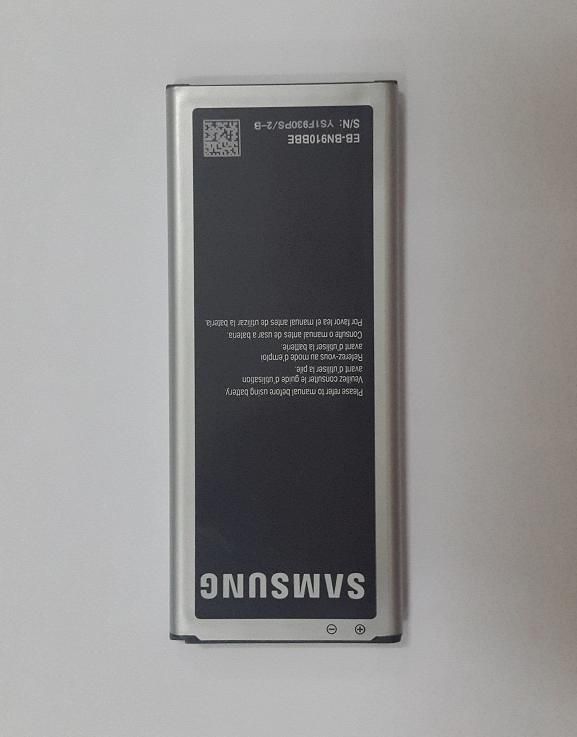 SAMSUNG
Please refer to manual before using battery
Veuillez consulter le guide d'utilisation
avant d'utiliser la pile.
Referez-vous au mode d'emploi
avant d'utiliser la batterie.
Consulte o manual antes de usar a bateria.
Por favor lea el manual antes de utilizar la batería.
EB-BN910BBE
S/N: YS1F930PS/2-B